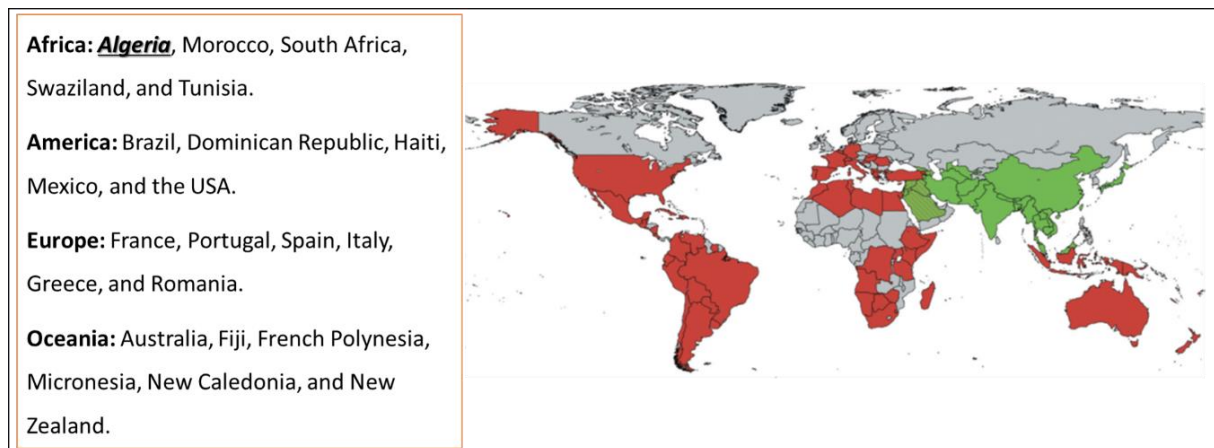 Africa: Algeria, Morocco, South Africa,
Swaziland, and Tunisia.
America: Brazil, Dominican Republic, Haiti,
Mexico, and the USA.
Europe: France, Portugal, Spain, Italy,
Greece, and Romania.
Oceania: Australia, Fiji, French Polynesia,
Micronesia, New Caledonia, and New
Zealand.